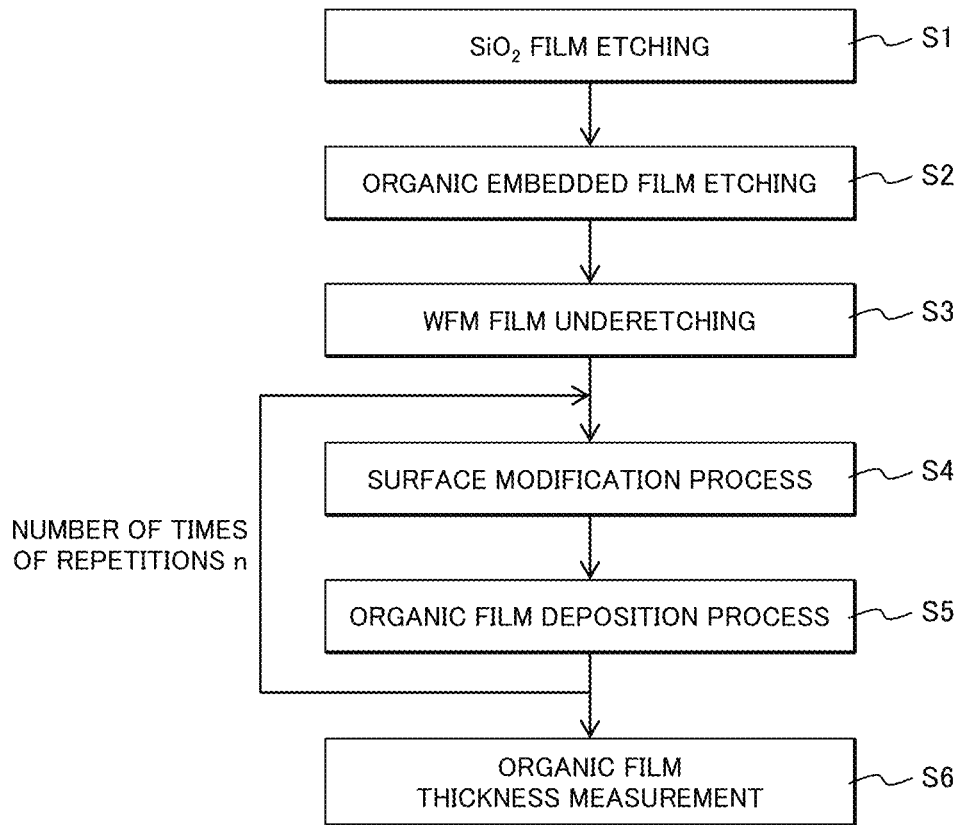 SiO₂ FILM ETCHING
S1
ORGANIC EMBEDDED FILM ETCHING
S2
WFM FILM UNDERETCHING
S3
SURFACE MODIFICATION PROCESS
S4
NUMBER OF TIMES
OF REPETITIONS n
ORGANIC FILM DEPOSITION PROCESS
S5
ORGANIC FILM
THICKNESS MEASUREMENT
S6